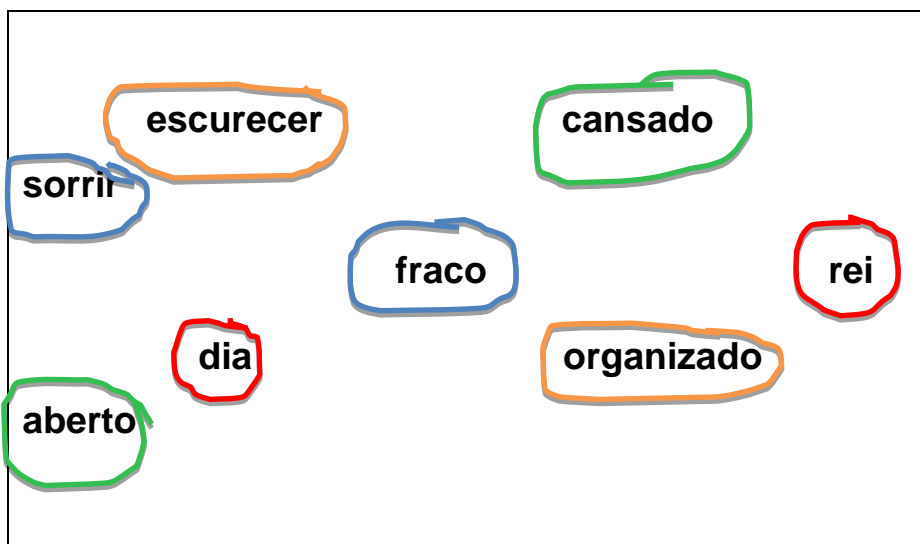 escurecer cansado
sorrir
fraco rei
dia organizado
aberto